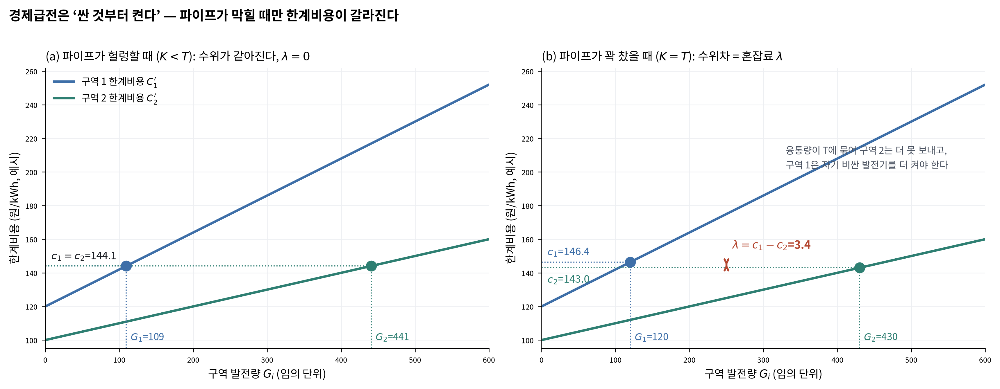 경제급전은 ‘싼 것부터 켠다’ — 파이프가 막힐 때만 한계비용이 갈라진다
(a) 파이프가 헐렁할 때 (K < T): 수위가 같아진다, λ = 0
260
240
220
200
180
160
140
120
100
한계비용 (원/kWh, 예시)
구역 1 한계비용 C′₁
구역 2 한계비용 C′₂
c₁ = c₂=144.1
G₁=109
G₂=441
0 100 200 300 400 500 600
구역 발전량 Gᵢ (임의 단위)
(b) 파이프가 꽉 찼을 때 (K = T): 수위차 = 혼잡료 λ
260
240
220
200
180
160
140
120
100
한계비용 (원/kWh, 예시)
융통량이 T에 묶여 구역 2는 더 못 보내고,
구역 1은 자기 비싼 발전기를 더 켜야 한다
λ = c₁ − c₂=3.4
c₁=146.4
c₂=143.0
G₁=120
G₂=430
0 100 200 300 400 500 600
구역 발전량 Gᵢ (임의 단위)